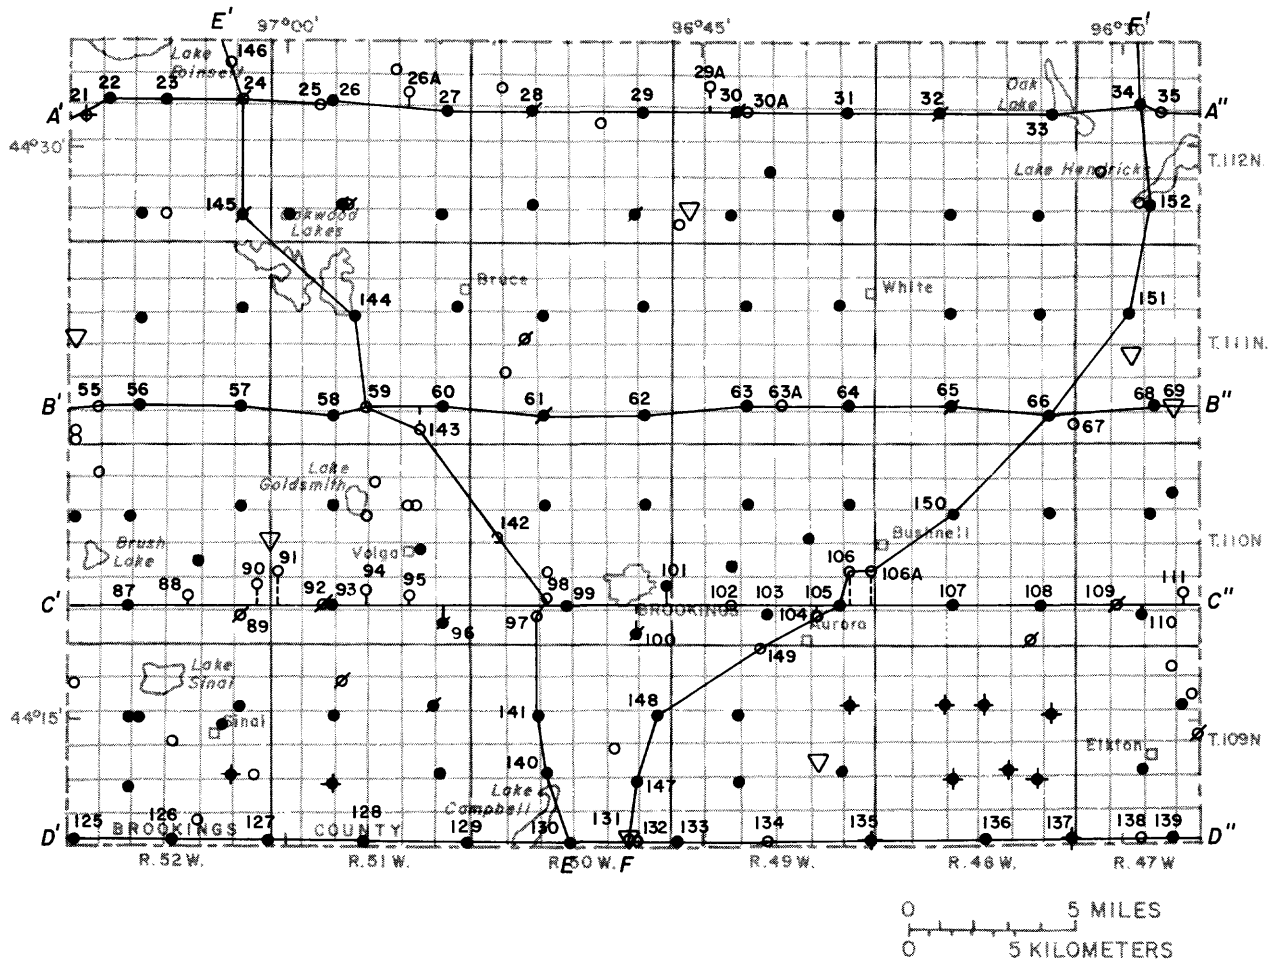 E'
97°00'
96°45'
96°30'
F'
146
Lake
Poinsett
21 22 23 24 25 26 26A 27 28 29 29A 30 30A 31 32 33 34 35
Oak
Lake
A' A"
44°30'
T.112N.
Lake Hendricks
145 152
Oakwood
Lakes
Bruce
White
144 151
T.111N.
B' 55 56 57 58 59 60 61 62 63 63A 64 65 66 67 68 69 B"
143
Lake
Goldsmith
142 150
Brush
Lake
Volga
Bushnell
T.110N
C' 87 88 89 90 91 92 93 94 95 96 97 98 99 100 101 102 103 104 105 106 106A 107 108 109 110 111 C"
BROOKINGS
Aurora
149
Lake
Sinai
148
141
44°15'
Sinai
Elkton
T.109N
140 147
Lake
Campbell
D' 125 126 127 128 129 130 131 132 133 134 135 136 137 138 139 D"
BROOKINGS COUNTY
R.52W. R.51W. R.50W. R.49W. R.48W. R.47W
E F
0 5 MILES
0 5 KILOMETERS